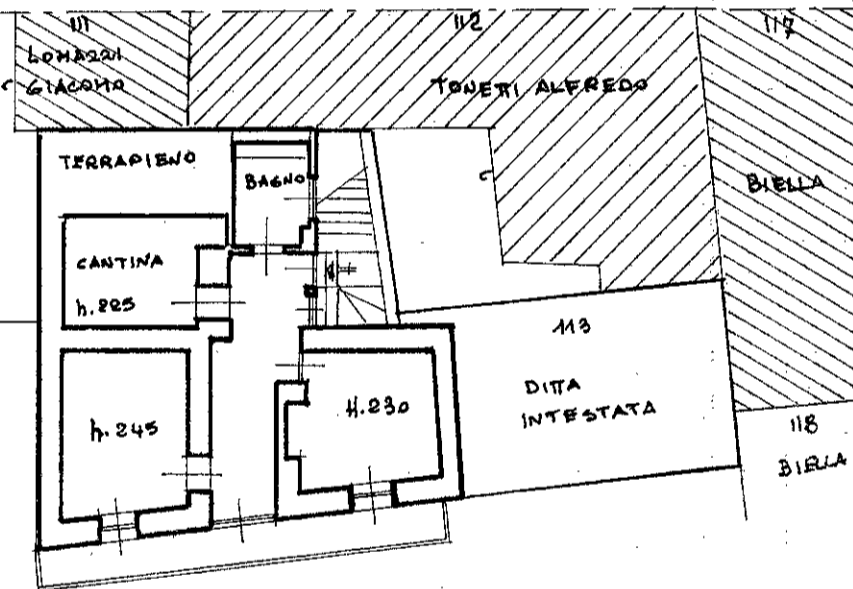 111
112
117
LOMAZZI
GIACOMO
TONETTI ALFREDO
TERRAPIENO
BAGNO
BIELLA
CANTINA
h.225
113
DITTA
INTESTATA
h.245
H.230
118
BIELLA